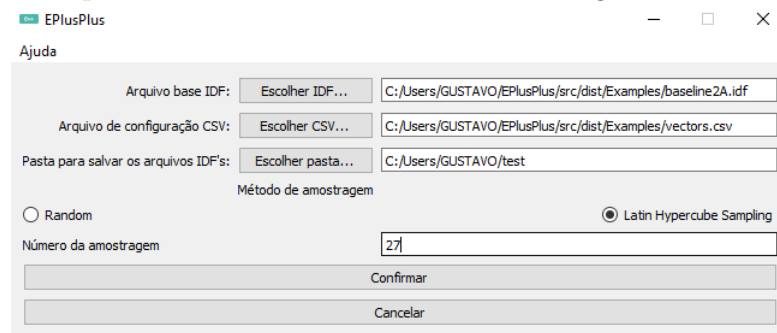 EPlusPlus
Ajuda
Arquivo base IDF: Escolher IDF... C:/Users/GUSTAVO/EPlusPlus/src/dist/Examples/baseline2A.idf
Arquivo de configuração CSV: Escolher CSV... C:/Users/GUSTAVO/EPlusPlus/src/dist/Examples/vectors.csv
Pasta para salvar os arquivos IDF's: Escolher pasta... C:/Users/GUSTAVO/test
Método de amostragem
Random Latin Hypercube Sampling
Número da amostragem 27
Confirmar
Cancelar